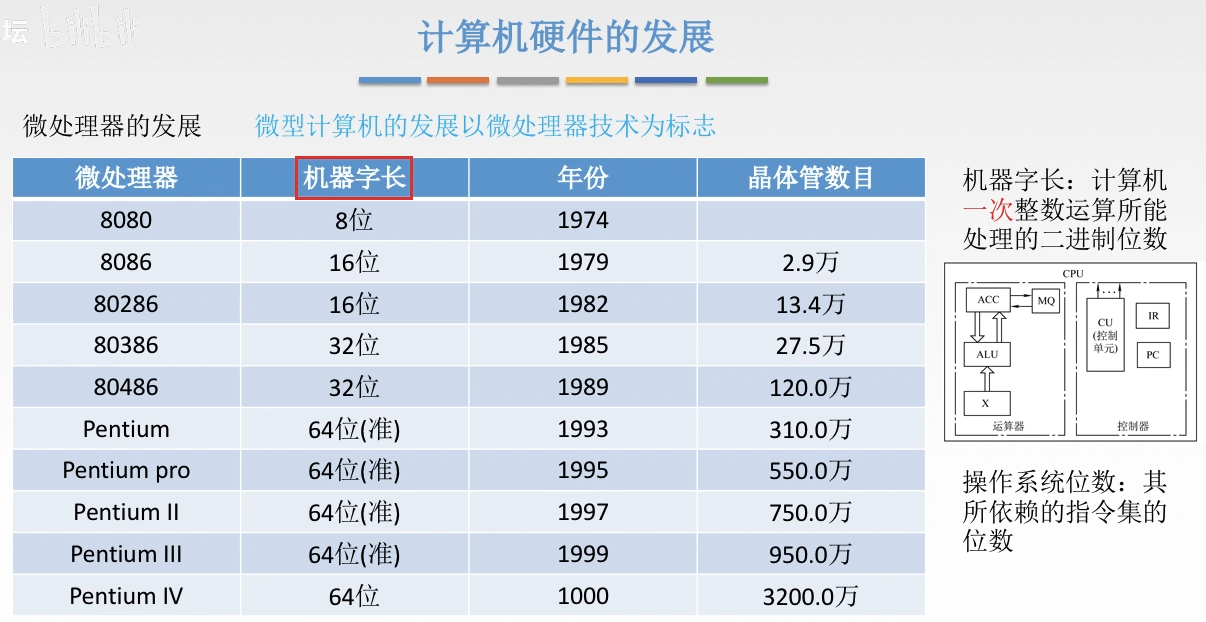 坛 bilibili
计算机硬件的发展
微处理器的发展 微型计算机的发展以微处理器技术为标志
微处理器 机器字长 年份 晶体管数目
8080 8位 1974
8086 16位 1979 2.9万
80286 16位 1982 13.4万
80386 32位 1985 27.5万
80486 32位 1989 120.0万
Pentium 64位(准) 1993 310.0万
Pentium pro 64位(准) 1995 550.0万
Pentium II 64位(准) 1997 750.0万
Pentium III 64位(准) 1999 950.0万
Pentium IV 64位 1000 3200.0万
机器字长：计算机
一次整数运算所能
处理的二进制位数
CPU
ACC
MQ
ALU
X
运算器
...
CU
(控制
单元)
IR
PC
控制器
操作系统位数：其
所依赖的指令集的
位数